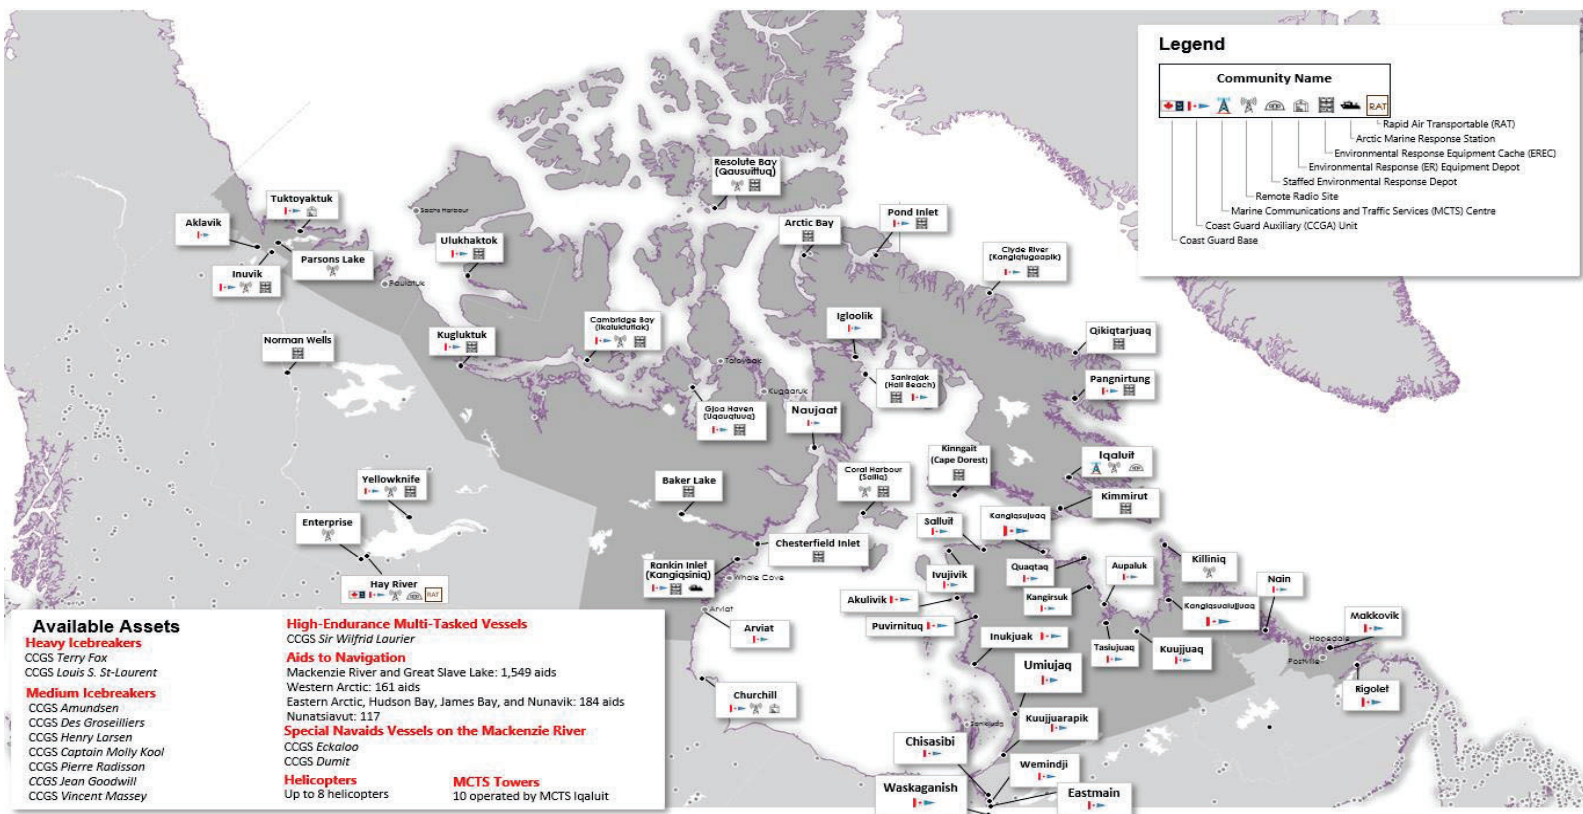 Legend
Community Name
RAT
Rapid Air Transportable (RAT)
Arctic Marine Response Station
Environmental Response Equipment Cache (EREC)
Environmental Response (ER) Equipment Depot
Staffed Environmental Response Depot
Remote Radio Site
Marine Communications and Traffic Services (MCTS) Centre
Coast Guard Auxiliary (CCGA) Unit
Coast Guard Base
Resolute Bay
(Qausuittuq)
Tuktoyaktuk
Sachs Harbour
Aklavik
Ulukhaktok
Arctic Bay
Pond Inlet
Clyde River
(Kangiqtugaapik)
Parsons Lake
Inuvik
Paulatuk
Cambridge Bay
(Ikaluktutiak)
Igloolik
Kugluktuk
Norman Wells
Qikiqtarjuaq
Taloyoak
Kugaaruk
Sanirajak
(Hall Beach)
Pangnirtung
Gjoa Haven
(Uqauqtuuq)
Naujaat
Kinngait
(Cape Dorest)
Iqaluit
Coral Harbour
(Salliq)
Yellowknife
Baker Lake
Kimmirut
Enterprise
Salluit
Kangiqsujuaq
Chesterfield Inlet
Killiniq
Rankin Inlet
(Kangiqsiniq)
Whale Cove
Ivujivik
Quaqtaq
Aupaluk
Hay River
RAT
Nain
Akulivik
Kangirsuk
Kangiqsualujjuaq
Arviat
Arviat
Puvirnituq
Makkovik
Inukjuak
Tasiujuaq
Kuujjuaq
Hopedale
Postville
Umiujaq
Rigolet
Churchill
Kuujjuarapik
Sanikiluaq
Chisasibi
Wemindji
Waskaganish
Eastmain
Available Assets
Heavy Icebreakers
CCGS Terry Fox
CCGS Louis S. St-Laurent
Medium Icebreakers
CCGS Amundsen
CCGS Des Groseilliers
CCGS Henry Larsen
CCGS Captain Molly Kool
CCGS Pierre Radisson
CCGS Jean Goodwill
CCGS Vincent Massey
High-Endurance Multi-Tasked Vessels
CCGS Sir Wilfrid Laurier
Aids to Navigation
Mackenzie River and Great Slave Lake: 1,549 aids
Western Arctic: 161 aids
Eastern Arctic, Hudson Bay, James Bay, and Nunavik: 184 aids
Nunatsiavut: 117
Special Navaids Vessels on the Mackenzie River
CCGS Eckaloo
CCGS Dumit
Helicopters
Up to 8 helicopters
MCTS Towers
10 operated by MCTS Iqaluit